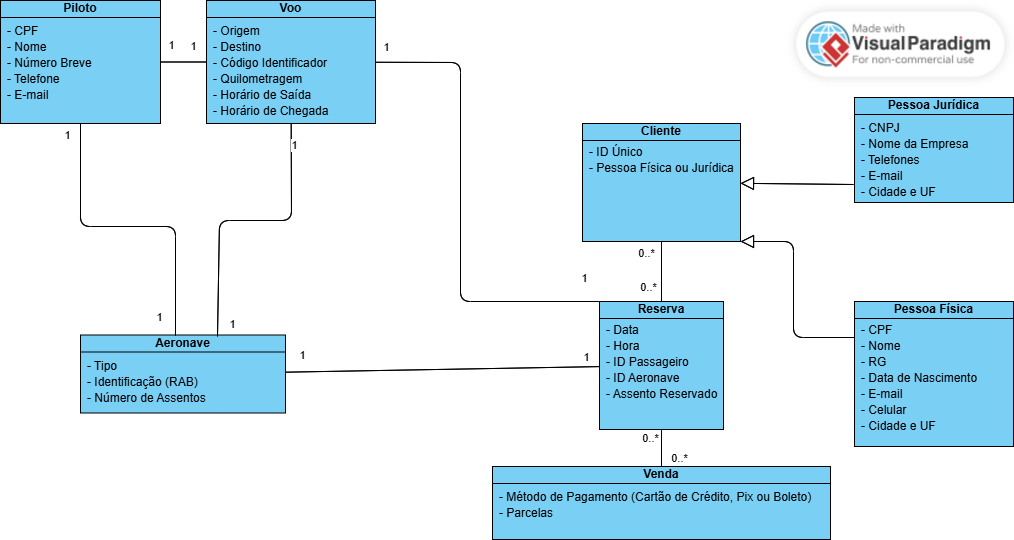 Piloto
- CPF
- Nome
- Número Breve
- Telefone
- E-mail
1
1
Voo
- Origem
- Destino
- Código Identificador
- Quilometragem
- Horário de Saída
- Horário de Chegada
1
Made with
Visual Paradigm
For non-commercial use
1
1
Cliente
- ID Único
- Pessoa Física ou Jurídica
Pessoa Jurídica
- CNPJ
- Nome da Empresa
- Telefones
- E-mail
- Cidade e UF
0..*
0..*
1
1
1
Aeronave
- Tipo
- Identificação (RAB)
- Número de Assentos
1
1
Reserva
- Data
- Hora
- ID Passageiro
- ID Aeronave
- Assento Reservado
Pessoa Física
- CPF
- Nome
- RG
- Data de Nascimento
- E-mail
- Celular
- Cidade e UF
0..*
0..*
Venda
- Método de Pagamento (Cartão de Crédito, Pix ou Boleto)
- Parcelas